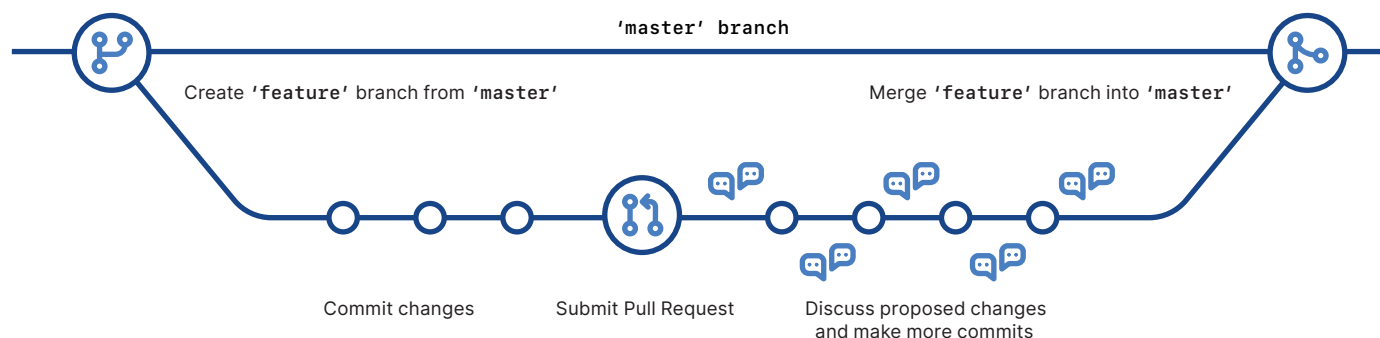 ‘master’ branch
Create ‘feature’ branch from ‘master’
Merge ‘feature’ branch into ‘master’
Commit changes
Submit Pull Request
Discuss proposed changes
and make more commits